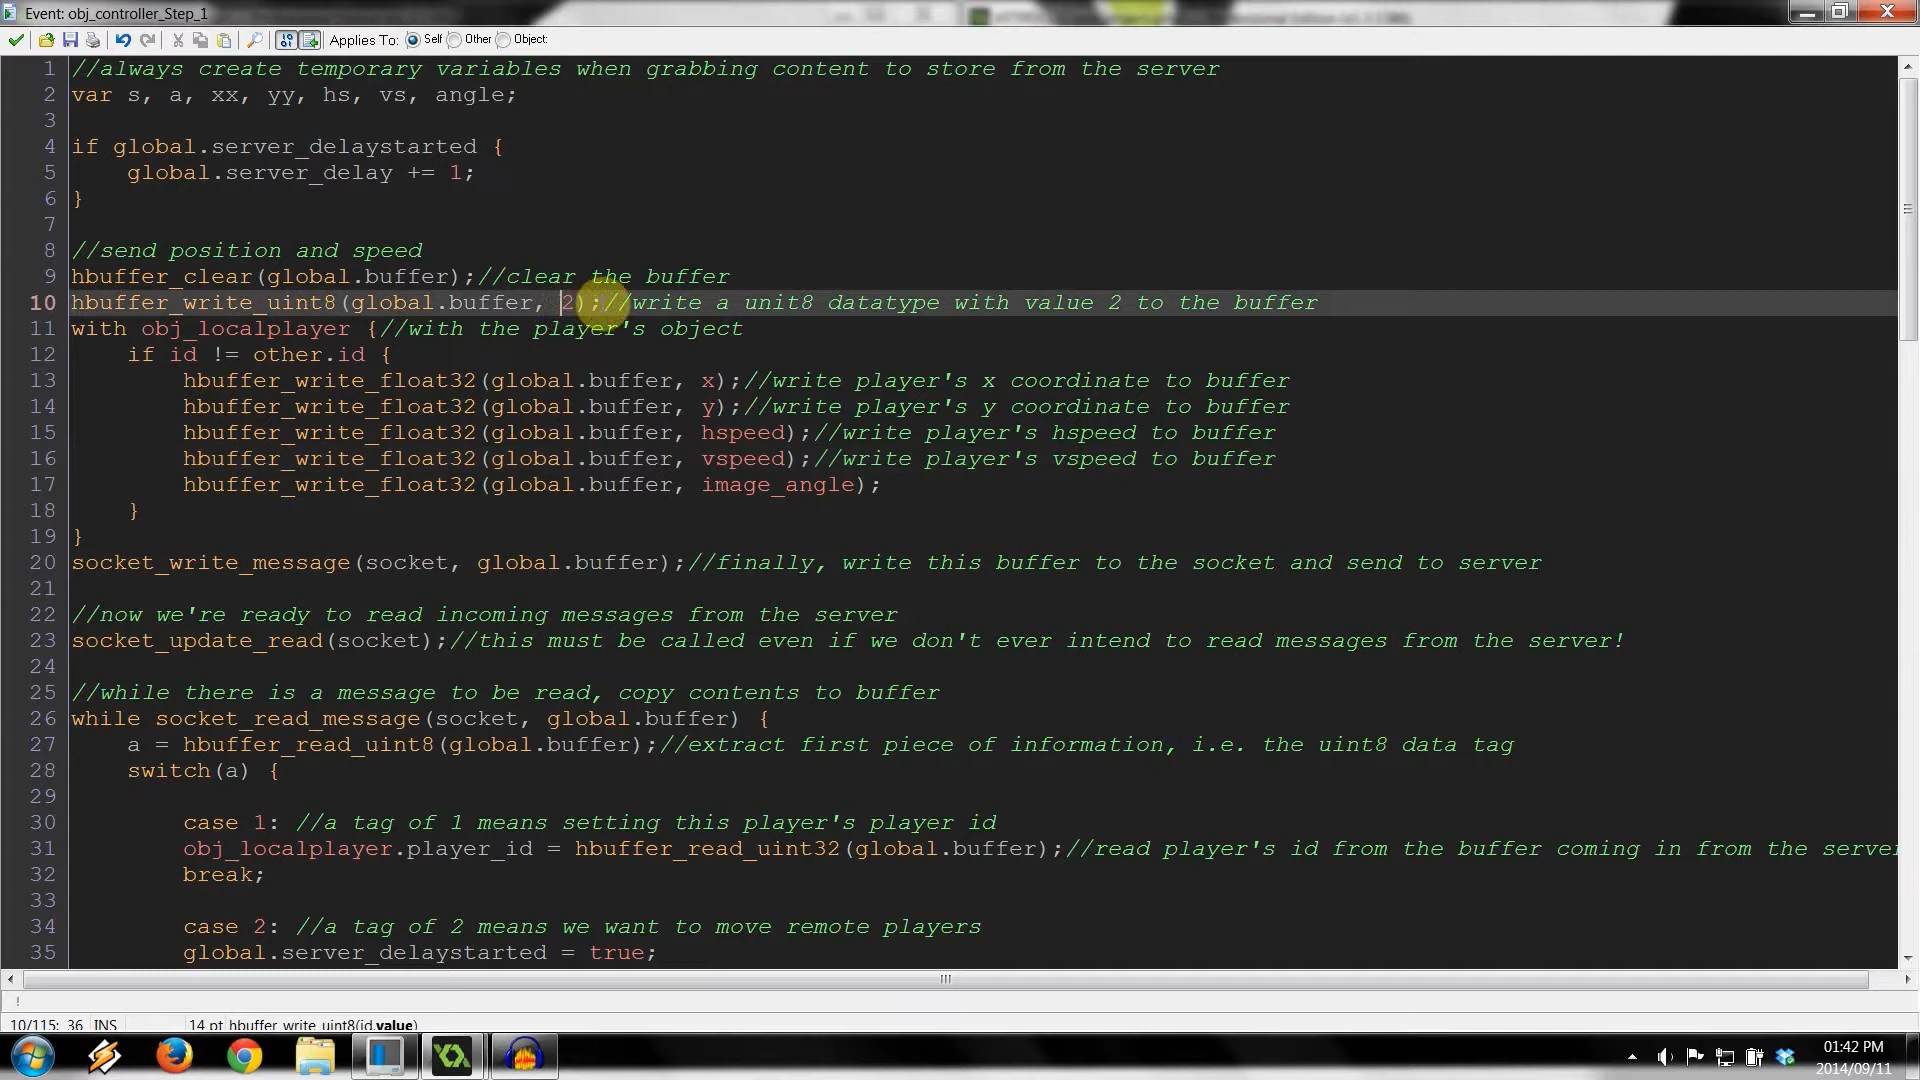 Event: obj_controller_Step_1
Applies To: Self Other Object:
1 //always create temporary variables when grabbing content to store from the server
2 var s, a, xx, yy, hs, vs, angle;
3
4 if global.server_delaystarted {
5 global.server_delay += 1;
6 }
7
8 //send position and speed
9 hbuffer_clear(global.buffer);//clear the buffer
10 hbuffer_write_uint8(global.buffer, 2);//write a unit8 datatype with value 2 to the buffer
11 with obj_localplayer {//with the player's object
12 if id != other.id {
13 hbuffer_write_float32(global.buffer, x);//write player's x coordinate to buffer
14 hbuffer_write_float32(global.buffer, y);//write player's y coordinate to buffer
15 hbuffer_write_float32(global.buffer, hspeed);//write player's hspeed to buffer
16 hbuffer_write_float32(global.buffer, vspeed);//write player's vspeed to buffer
17 hbuffer_write_float32(global.buffer, image_angle);
18 }
19 }
20 socket_write_message(socket, global.buffer);//finally, write this buffer to the socket and send to server
21
22 //now we're ready to read incoming messages from the server
23 socket_update_read(socket);//this must be called even if we don't ever intend to read messages from the server!
24
25 //while there is a message to be read, copy contents to buffer
26 while socket_read_message(socket, global.buffer) {
27 a = hbuffer_read_uint8(global.buffer);//extract first piece of information, i.e. the uint8 data tag
28 switch(a) {
29
30 case 1: //a tag of 1 means setting this player's player id
31 obj_localplayer.player_id = hbuffer_read_uint32(global.buffer);//read player's id from the buffer coming in from the server
32 break;
33
34 case 2: //a tag of 2 means we want to move remote players
35 global.server_delaystarted = true;
!
10/115: 36 INS 14 pt hbuffer_write_uint8(id,value)
01:42 PM
2014/09/11